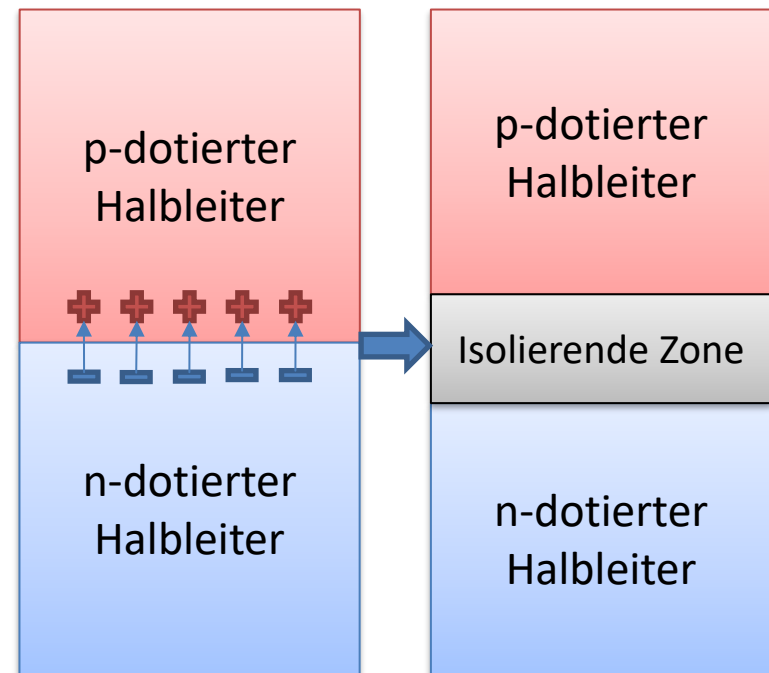 p-dotierter
Halbleiter
n-dotierter
Halbleiter
p-dotierter
Halbleiter
Isolierende Zone
n-dotierter
Halbleiter